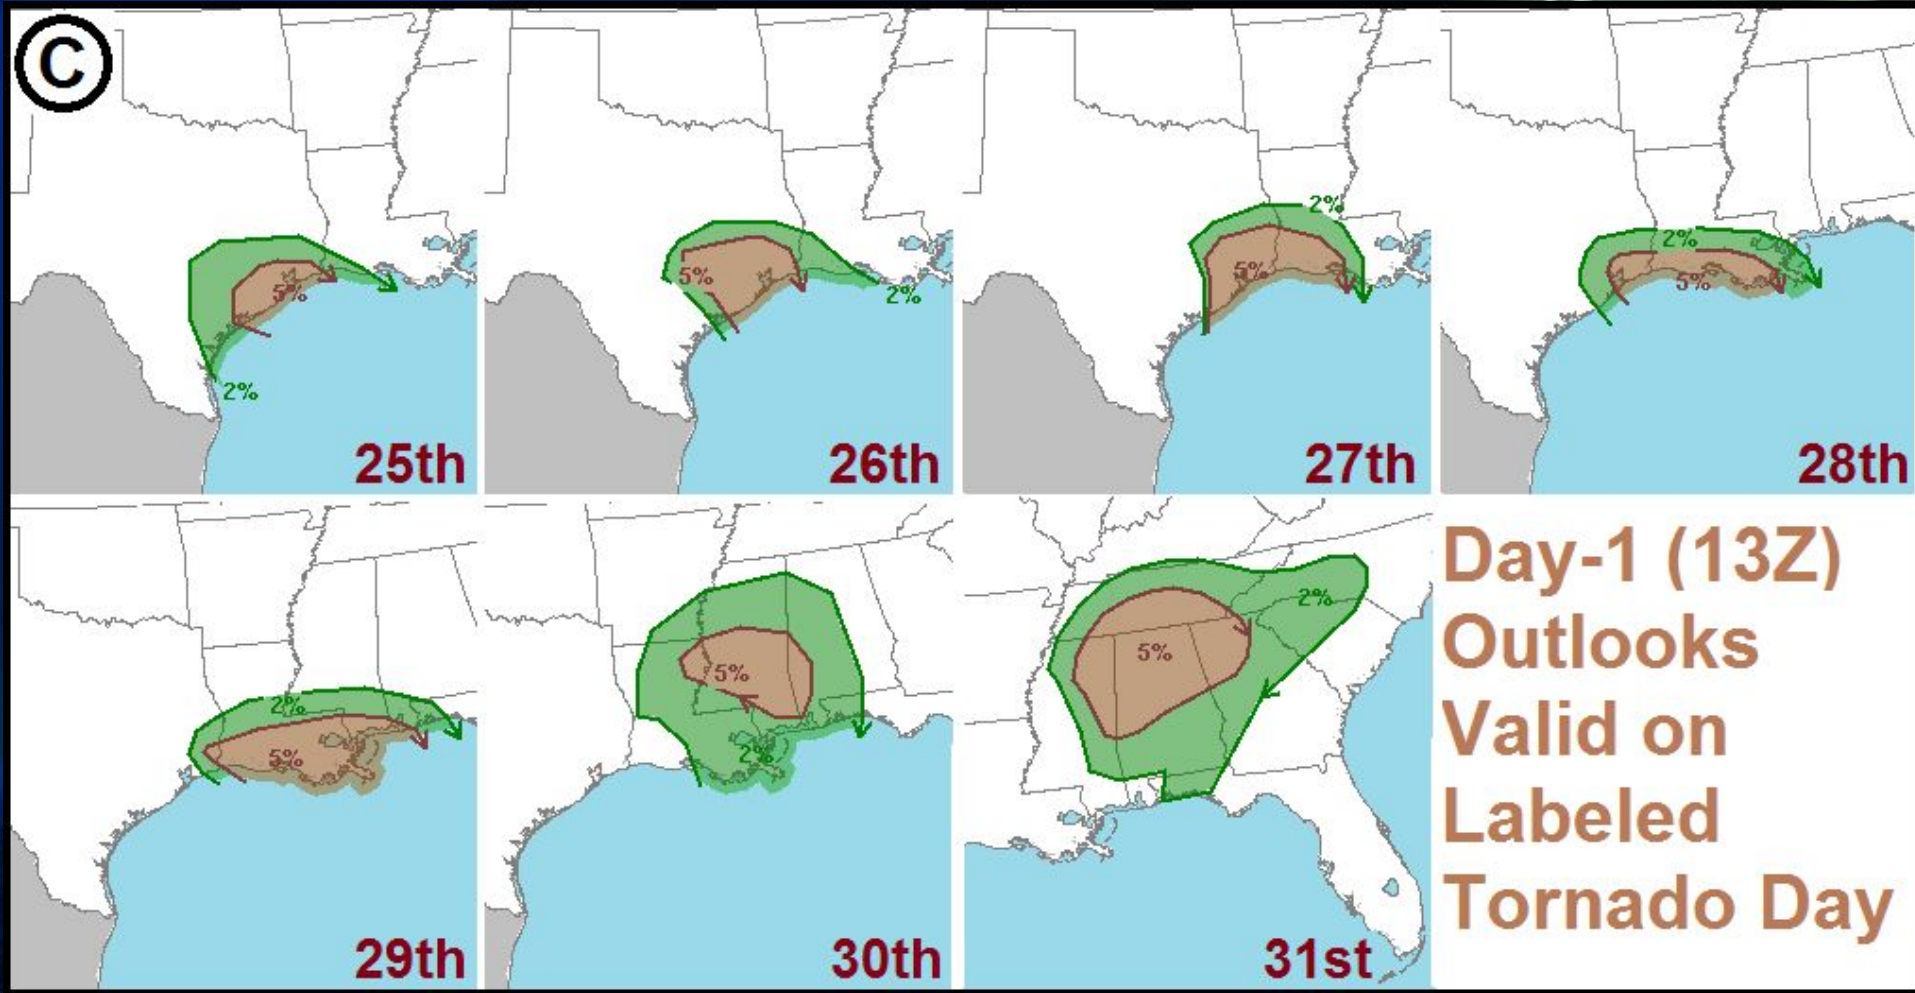 C
5%
2%
25th
5%
2%
26th
2%
5%
27th
2%
5%
28th
2%
5%
29th
5%
2%
30th
2%
5%
31st
Day-1 (13Z)
Outlooks
Valid on
Labeled
Tornado Day